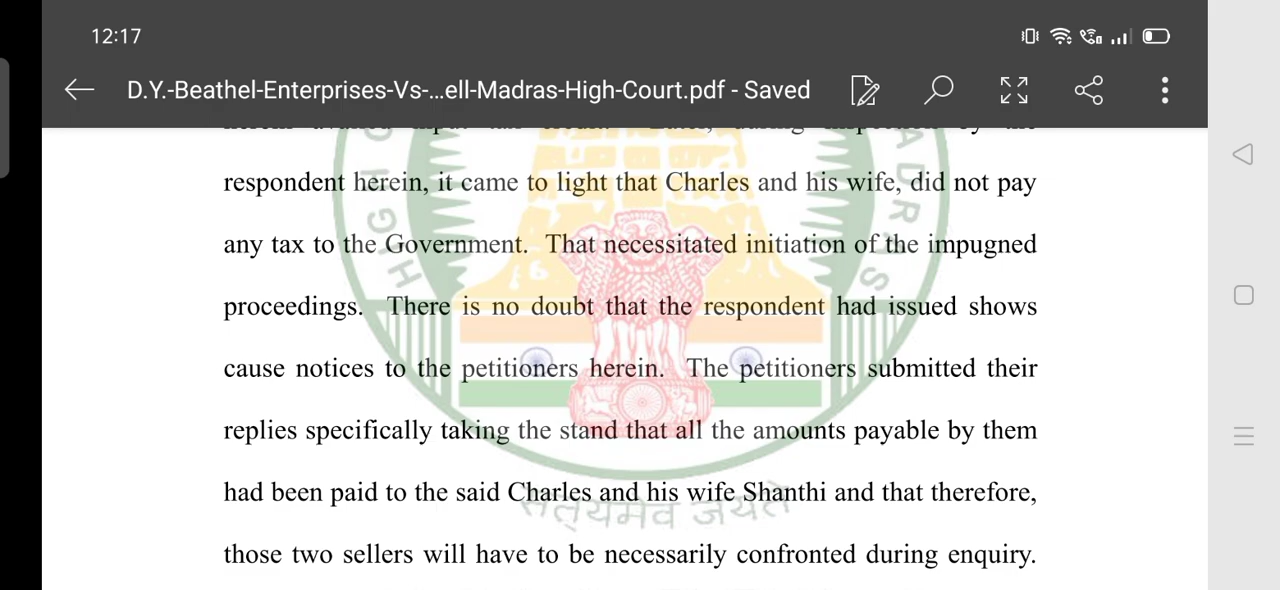 12:17
D.Y.-Beathel-Enterprises-Vs-...ell-Madras-High-Court.pdf - Saved
respondent herein, it came to light that Charles and his wife, did not pay
any tax to the Government. That necessitated initiation of the impugned
proceedings. There is no doubt that the respondent had issued shows
cause notices to the petitioners herein. The petitioners submitted their
replies specifically taking the stand that all the amounts payable by them
had been paid to the said Charles and his wife Shanthi and that therefore,
सत्यमेव जयते
those two sellers will have to be necessarily confronted during enquiry.